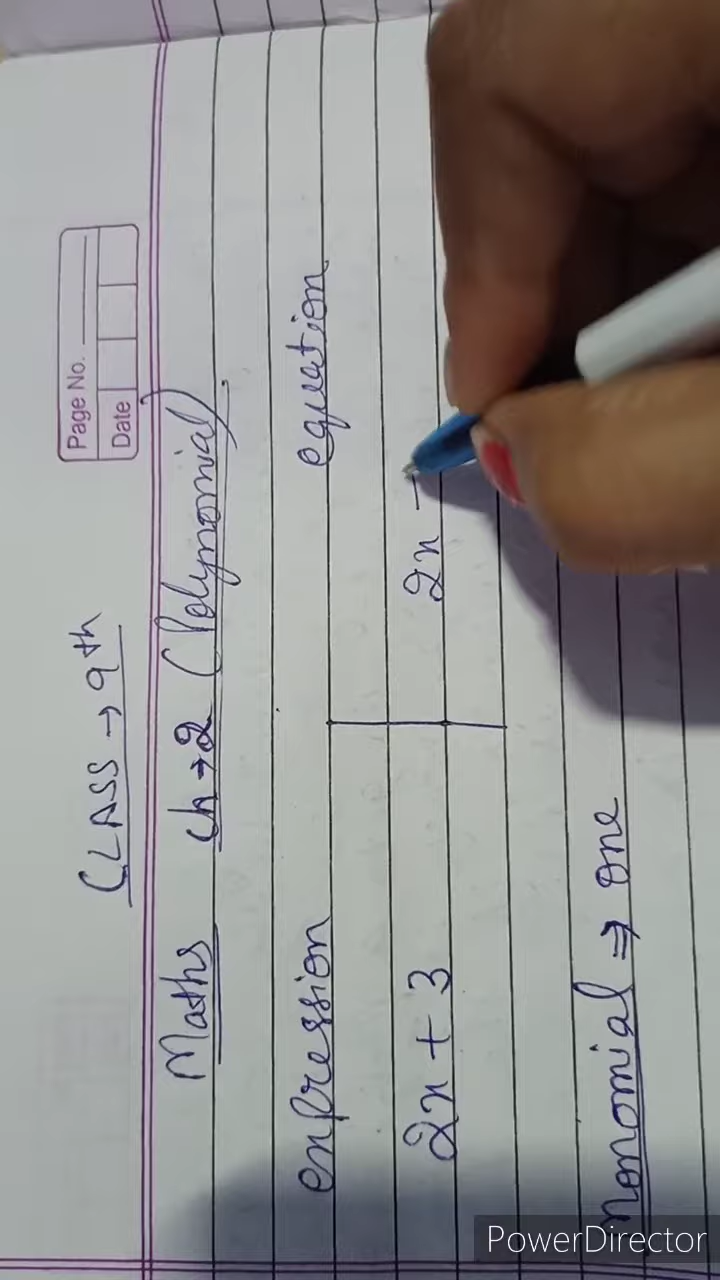 Page No.
Date
CLASS → 9th
Maths ch → 2 (Polynomial)
expression equation
2x + 3 2x -
Monomial ⇒ one
PowerDirector